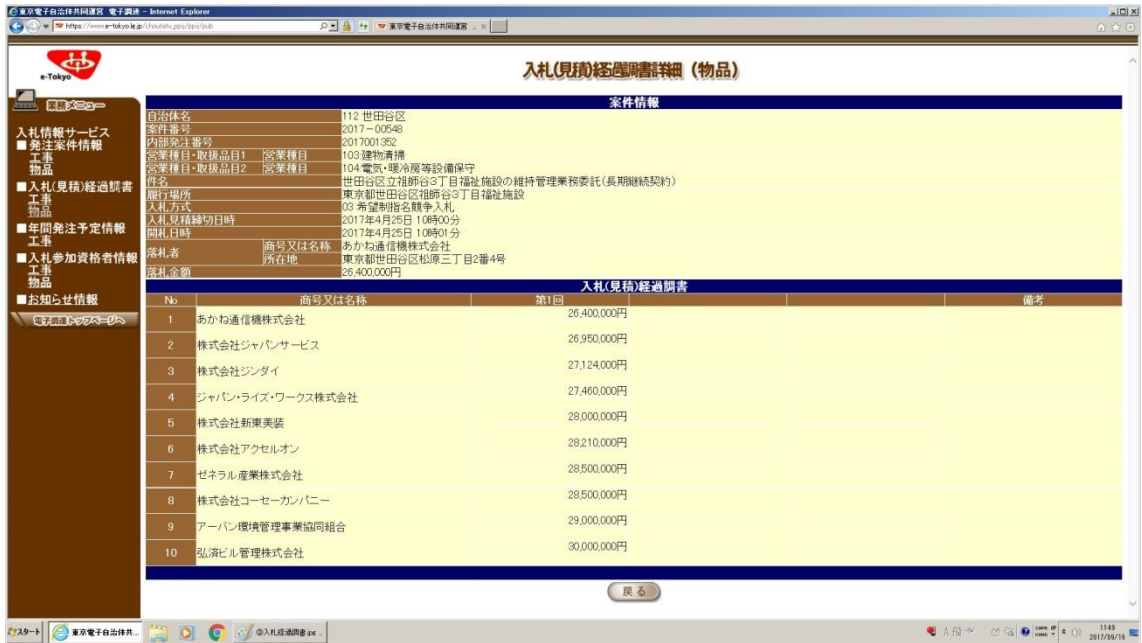 東京電子自治体共同運営 電子調達 - Internet Explorer
https://www.e-tokyo.lg.jp/choutatu_ppij/ppij/pub
東京電子自治体共同運営 ...
e-Tokyo
入札(見積)経過調書詳細 (物品)
業務メニュー
入札情報サービス
■発注案件情報
工事
物品
■入札(見積)経過調書
工事
物品
■年間発注予定情報
工事
■入札参加資格者情報
工事
物品
■お知らせ情報
電子調達トップページへ
案件情報
自治体名 112 世田谷区
案件番号 2017-00548
内部発注番号 2017001352
営業種目・取扱品目1 営業種目 103:建物清掃
営業種目・取扱品目2 営業種目 104:電気・暖冷房等設備保守
件名 世田谷区立祖師谷3丁目福祉施設の維持管理業務委託(長期継続契約)
履行場所 東京都世田谷区祖師谷3丁目福祉施設
入札方式 03 希望制指名競争入札
入札見積締切日時 2017年4月25日 10時00分
開札日時 2017年4月25日 10時01分
落札者 商号又は名称 あかね通信機株式会社
所在地 東京都世田谷区松原三丁目2番4号
落札金額 26,400,000円
入札(見積)経過調書
No 商号又は名称 第1回 備考
1 あかね通信機株式会社 26,400,000円
2 株式会社ジャパンサービス 26,950,000円
3 株式会社ジンダイ 27,124,000円
4 ジャパン・ライズ・ワークス株式会社 27,460,000円
5 株式会社新東美装 28,000,000円
6 株式会社アクセルオン 28,210,000円
7 ゼネラル産業株式会社 28,500,000円
8 株式会社コーセーカンパニー 28,500,000円
9 アーバン環境管理事業協同組合 29,000,000円
10 弘済ビル管理株式会社 30,000,000円
戻る
スタート
東京電子自治体共...
①入札経過調書.jpe ...
A 般
CAPS
KANA
11:49
2017/09/19